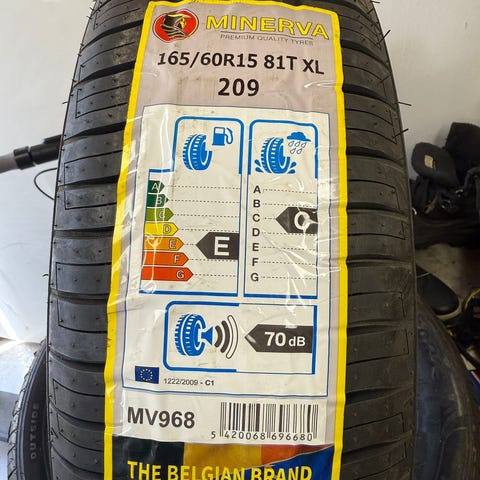 MINERVA
PREMIUM QUALITY TYRES
165/60R15 81T XL
209
A
B
C
D
E
F
G
E
A
B
C
D
E
F
G
C
70 dB
1222/2009 - C1
MV968
5 420068 696680
THE BELGIAN BRAND
OUTSIDE